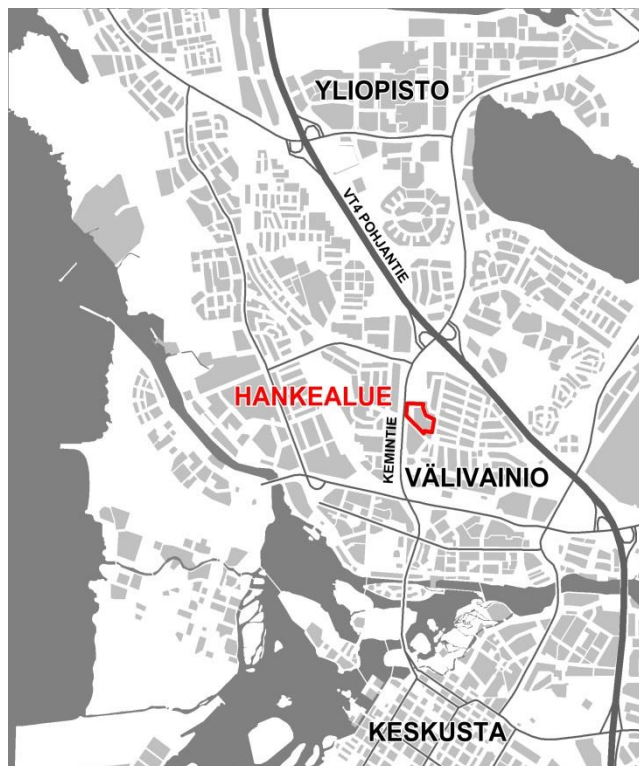 YLIOPISTO
VT4 POHJANTIE
HANKEALUE
KEMINTIE
VÄLIVAINIO
KESKUSTA